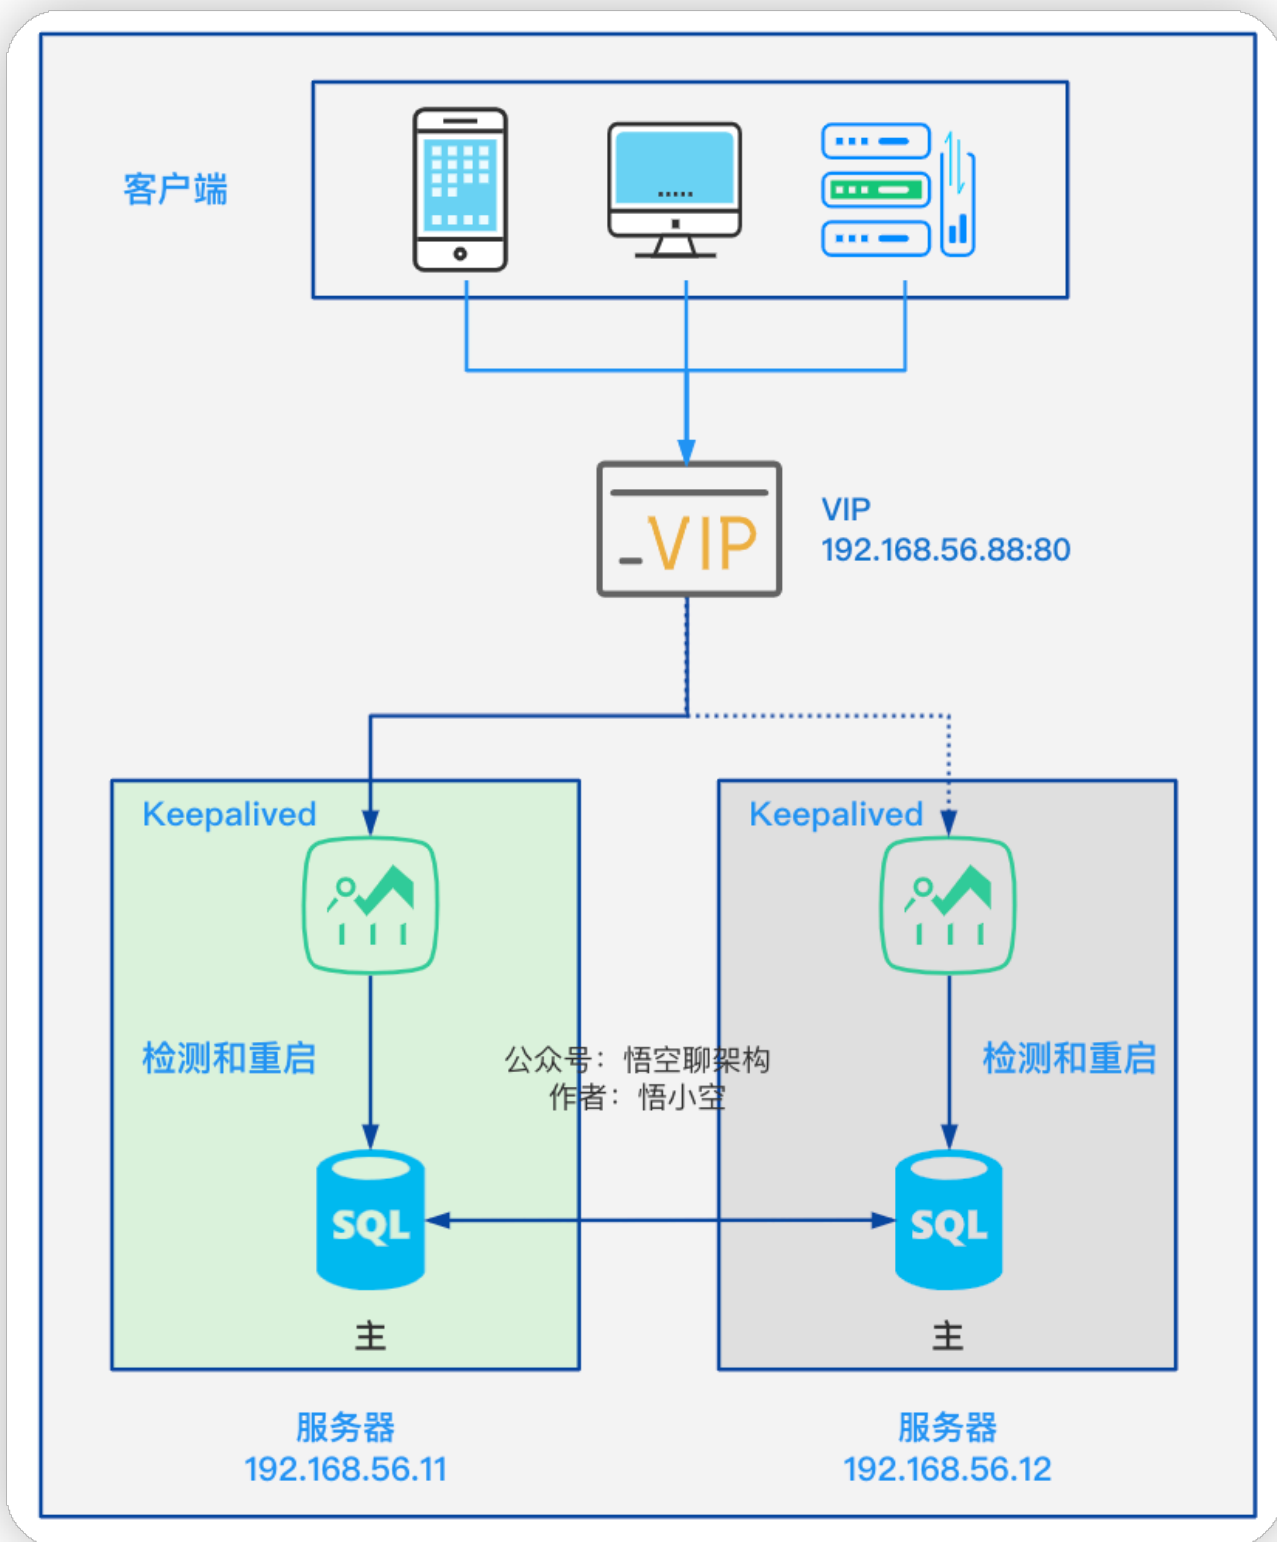 客户端
VIP
VIP
192.168.56.88:80
Keepalived
Keepalived
检测和重启
公众号：悟空聊架构
作者：悟小空
检测和重启
SQL
SQL
主
主
服务器
192.168.56.11
服务器
192.168.56.12